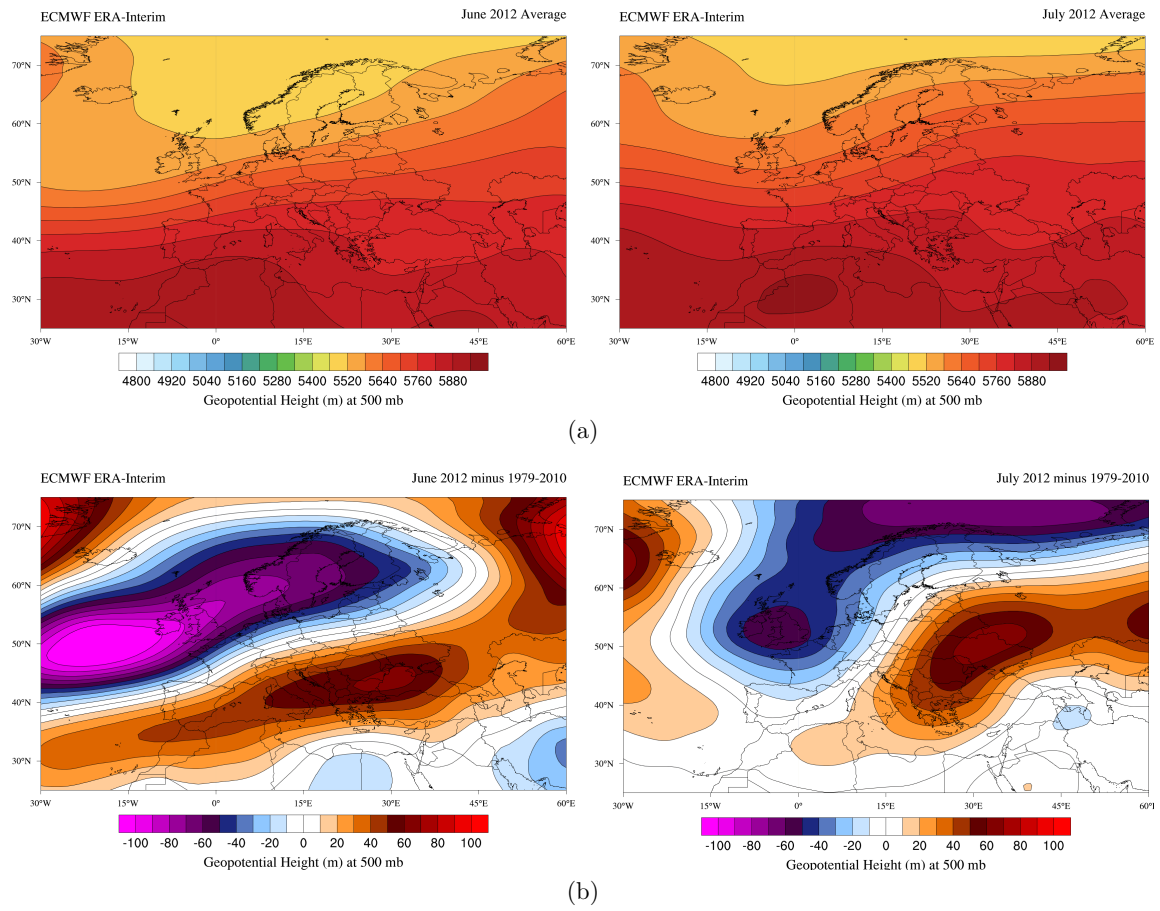 ECMWF ERA-Interim June 2012 Average
70°N
60°N
50°N
40°N
30°N
30°W 15°W 0° 15°E 30°E 45°E 60°E
4800 4920 5040 5160 5280 5400 5520 5640 5760 5880
Geopotential Height (m) at 500 mb
ECMWF ERA-Interim July 2012 Average
70°N
60°N
50°N
40°N
30°N
30°W 15°W 0° 15°E 30°E 45°E 60°E
4800 4920 5040 5160 5280 5400 5520 5640 5760 5880
Geopotential Height (m) at 500 mb
(a)
ECMWF ERA-Interim June 2012 minus 1979-2010
70°N
60°N
50°N
40°N
30°N
30°W 15°W 0° 15°E 30°E 45°E 60°E
-100 -80 -60 -40 -20 0 0 20 40 60 80 100
Geopotential Height (m) at 500 mb
ECMWF ERA-Interim July 2012 minus 1979-2010
70°N
60°N
50°N
40°N
30°N
30°W 15°W 0° 15°E 30°E 45°E 60°E
-100 -80 -60 -40 -20 0 0 20 40 60 80 100
Geopotential Height (m) at 500 mb
(b)